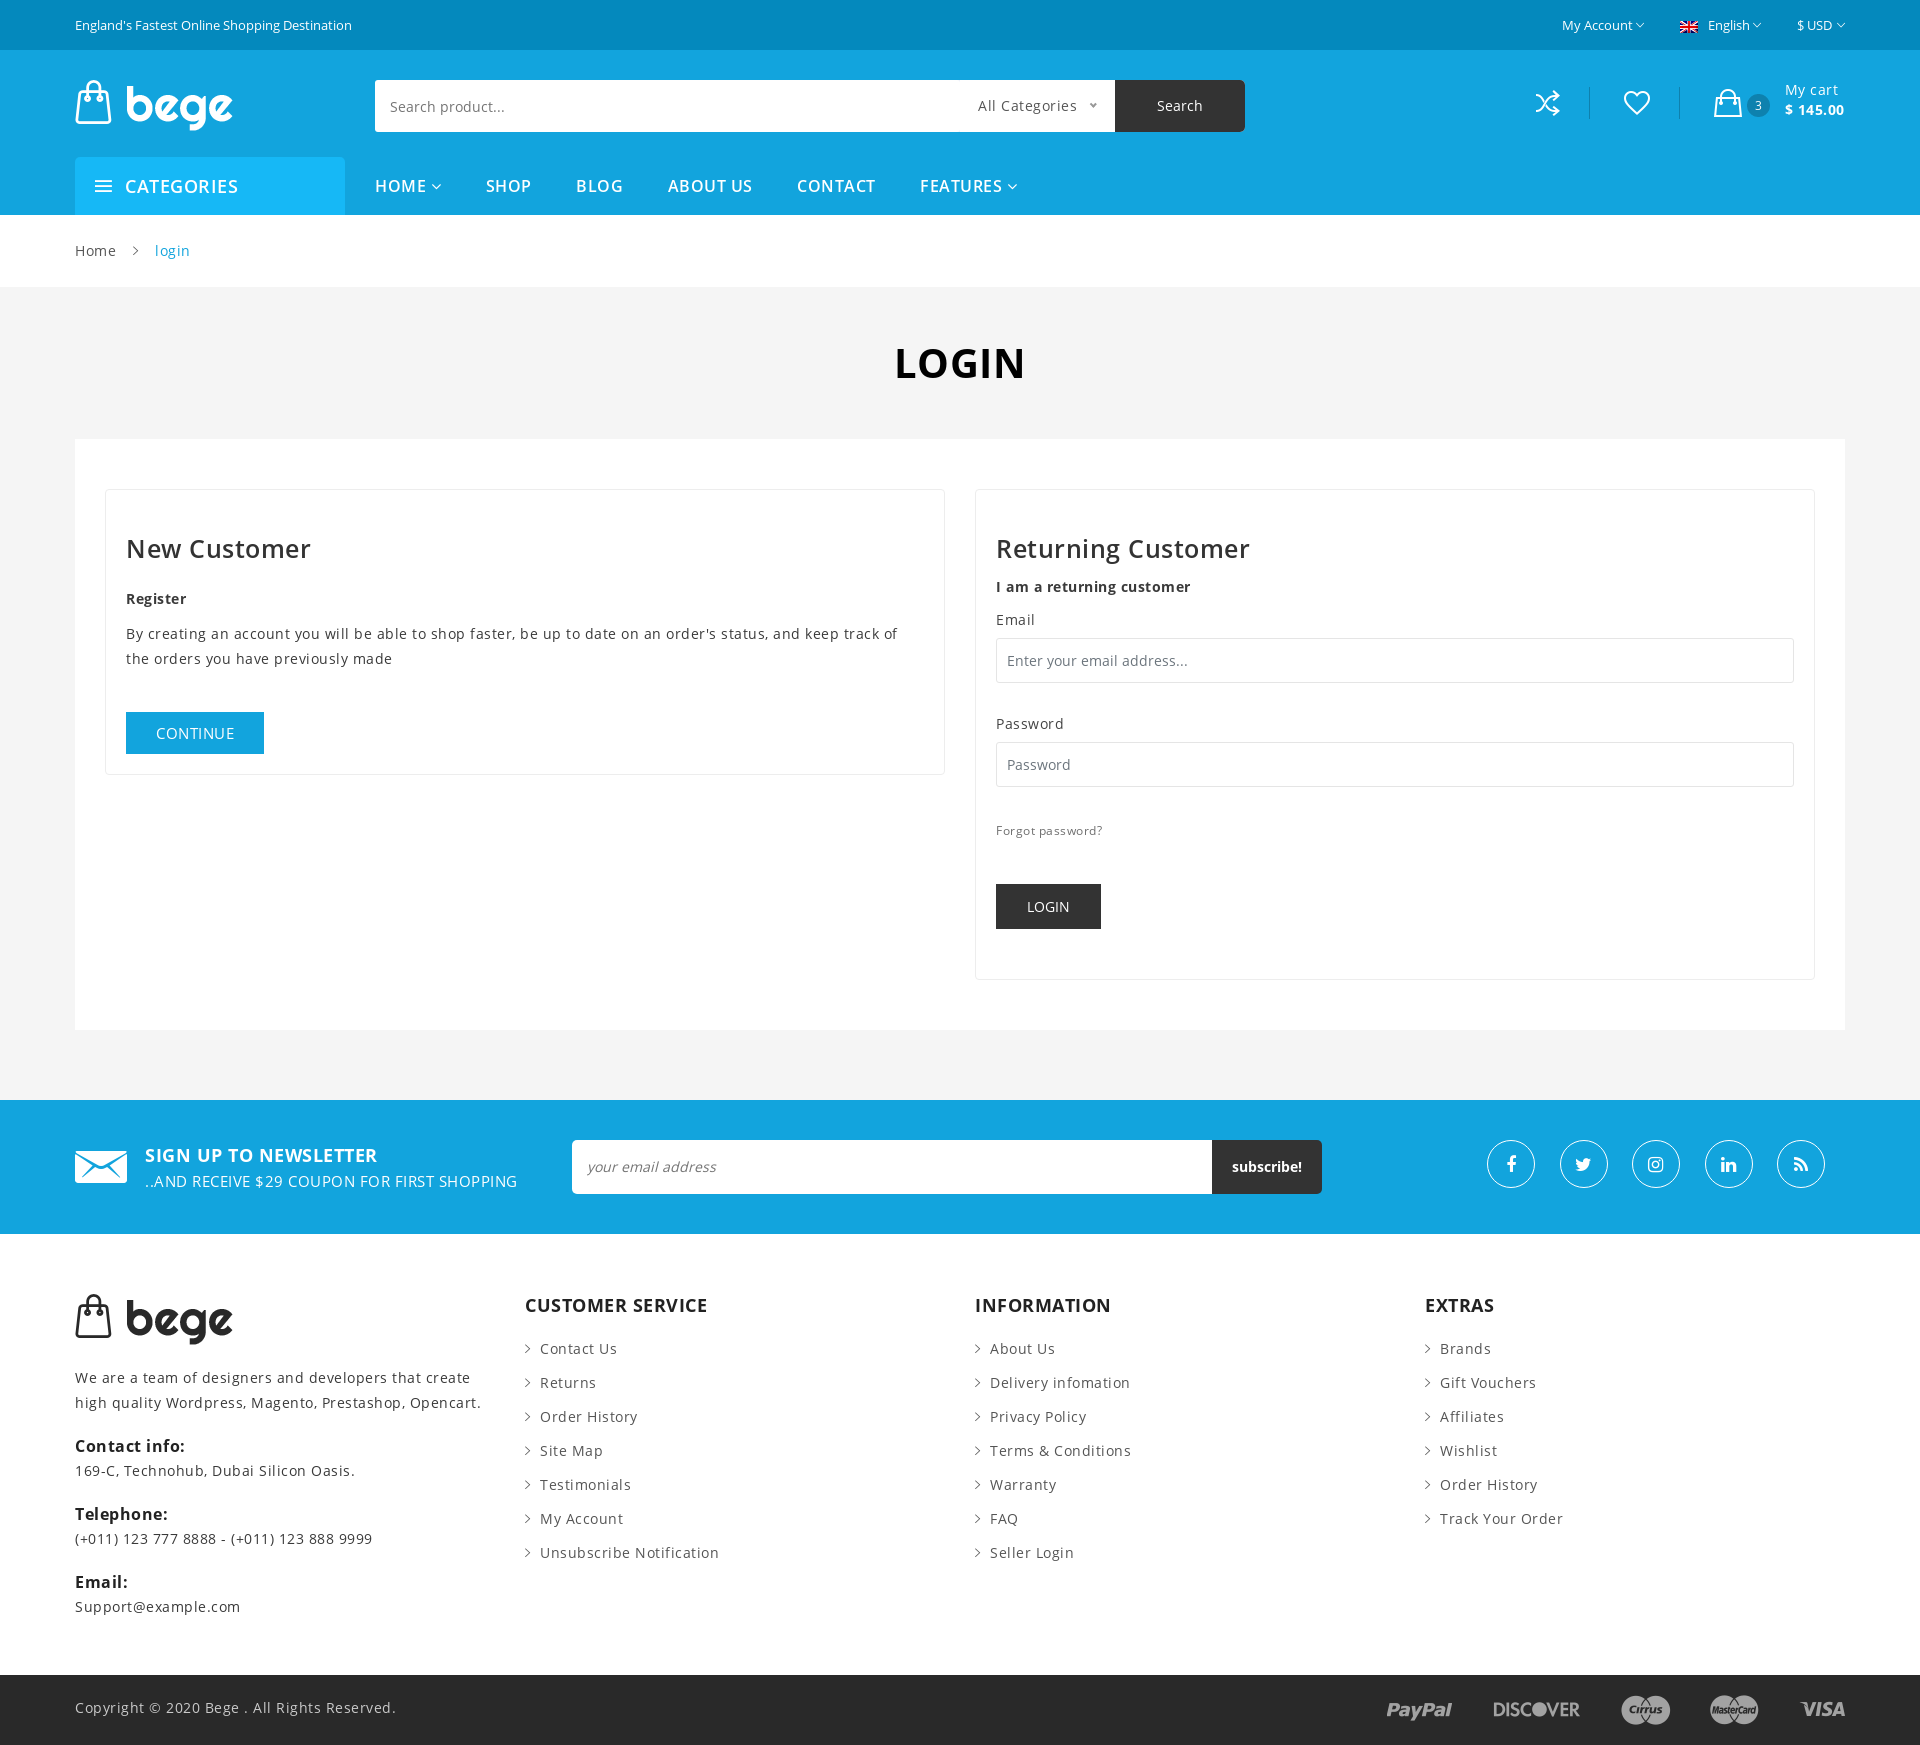 England's Fastest Online Shopping Destination
My Account
English
$ USD
bege
Search product...
All Categories
Search
3
My cart
$ 145.00
CATEGORIES
HOME
SHOP
BLOG
ABOUT US
CONTACT
FEATURES
Home
login
LOGIN
New Customer
Register
By creating an account you will be able to shop faster, be up to date on an order's status, and keep track of
the orders you have previously made
CONTINUE
Returning Customer
I am a returning customer
Email
Enter your email address...
Password
Password
Forgot password?
LOGIN
SIGN UP TO NEWSLETTER
..AND RECEIVE $29 COUPON FOR FIRST SHOPPING
your email address
subscribe!
bege
We are a team of designers and developers that create
high quality Wordpress, Magento, Prestashop, Opencart.
Contact info:
169-C, Technohub, Dubai Silicon Oasis.
Telephone:
(+011) 123 777 8888 - (+011) 123 888 9999
Email:
Support@example.com
CUSTOMER SERVICE
Contact Us
Returns
Order History
Site Map
Testimonials
My Account
Unsubscribe Notification
INFORMATION
About Us
Delivery infomation
Privacy Policy
Terms & Conditions
Warranty
FAQ
Seller Login
EXTRAS
Brands
Gift Vouchers
Affiliates
Wishlist
Order History
Track Your Order
Copyright © 2020 Bege . All Rights Reserved.
PayPal
DISCOVER
Cirrus
MasterCard
VISA